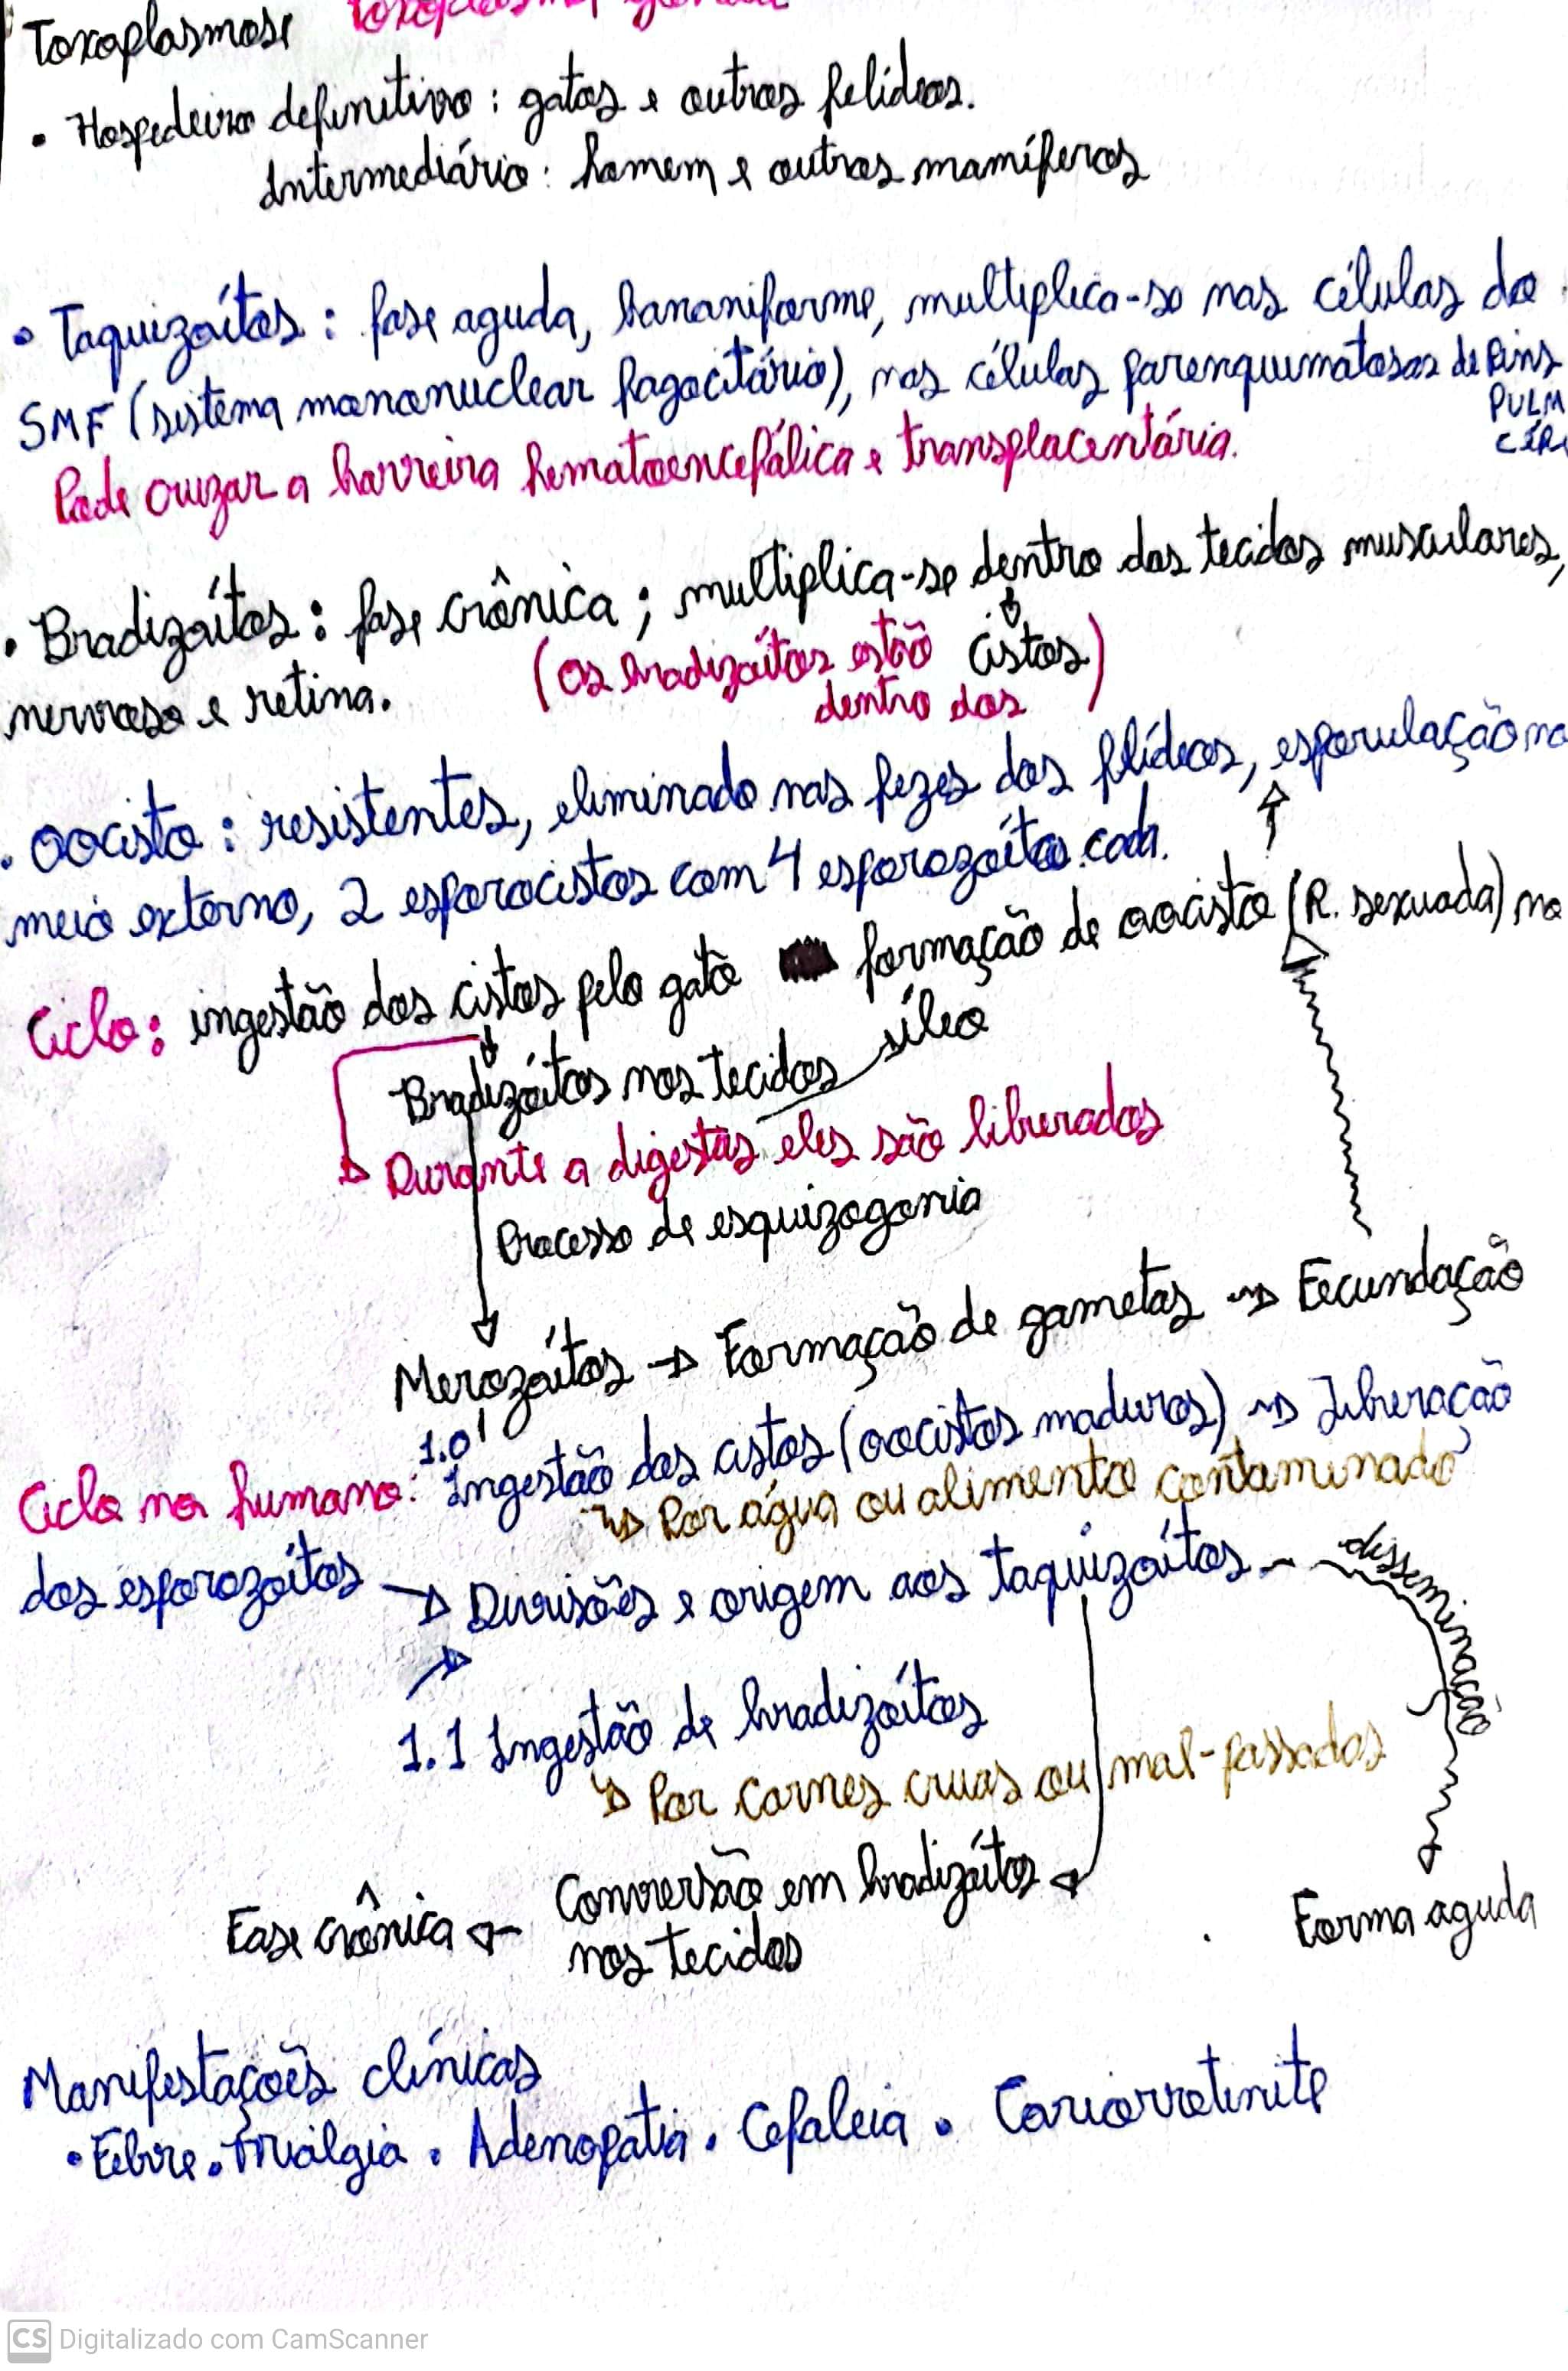 Toxoplasmose Toxoplasma gondii
• Hospedeiro definitivo: gatos e outros felídeos.
Intermediário: homem e outros mamíferos
• Taquizoítos: fase aguda, bananiforme, multiplica-se nas células do
SMF (sistema mononuclear fagocitário), nas células parenquimatosas de Rins
PULM
CÉR
Pode cruzar a barreira hematoencefálica e transplacentária.
• Bradizoítos: fase crônica; multiplica-se dentro dos tecidos musculares,
(os bradizoítos estão cistos)
nervoso e retina.
dentro dos
• oocisto: resistentes, eliminado nas fezes dos felídeos, esporulação no
meio externo, 2 esporocistos com 4 esporozoítos cada.
Ciclo: ingestão dos cistos pelo gato formação de oocisto (R. sexuada) no
íleo
Bradizoítos nos tecidos
Durante a digestão eles são liberados
Processo de esquizogonia
Merozoítos → Formação de gametas → Fecundação
Ciclo no humano: 1.0 Ingestão dos cistos (oocistos maduros) → Liberação
→ Por água ou alimento contaminado
dos esporozoítos → Divisões e origem aos taquizoítos
disseminação
1.1 Ingestão de bradizoítos
→ Por carnes cruas ou mal-passados
Fase crônica ← Conversão em bradizoítos
nos tecidos
Forma aguda
Manifestações clínicas
• Febre • Mialgia • Adenopatia • Cefaleia • Coriorretinite
CS Digitalizado com CamScanner